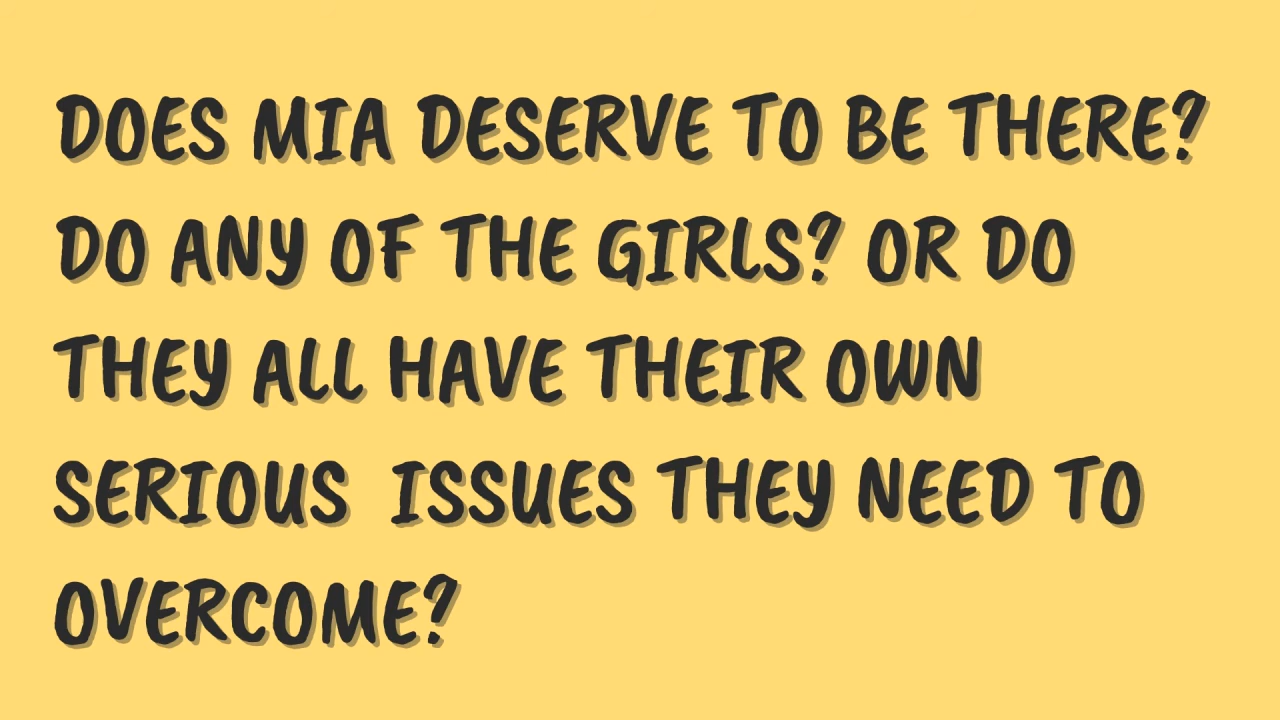 DOES MIA DESERVE TO BE THERE?
DO ANY OF THE GIRLS? OR DO
THEY ALL HAVE THEIR OWN
SERIOUS  ISSUES THEY NEED TO
OVERCOME?